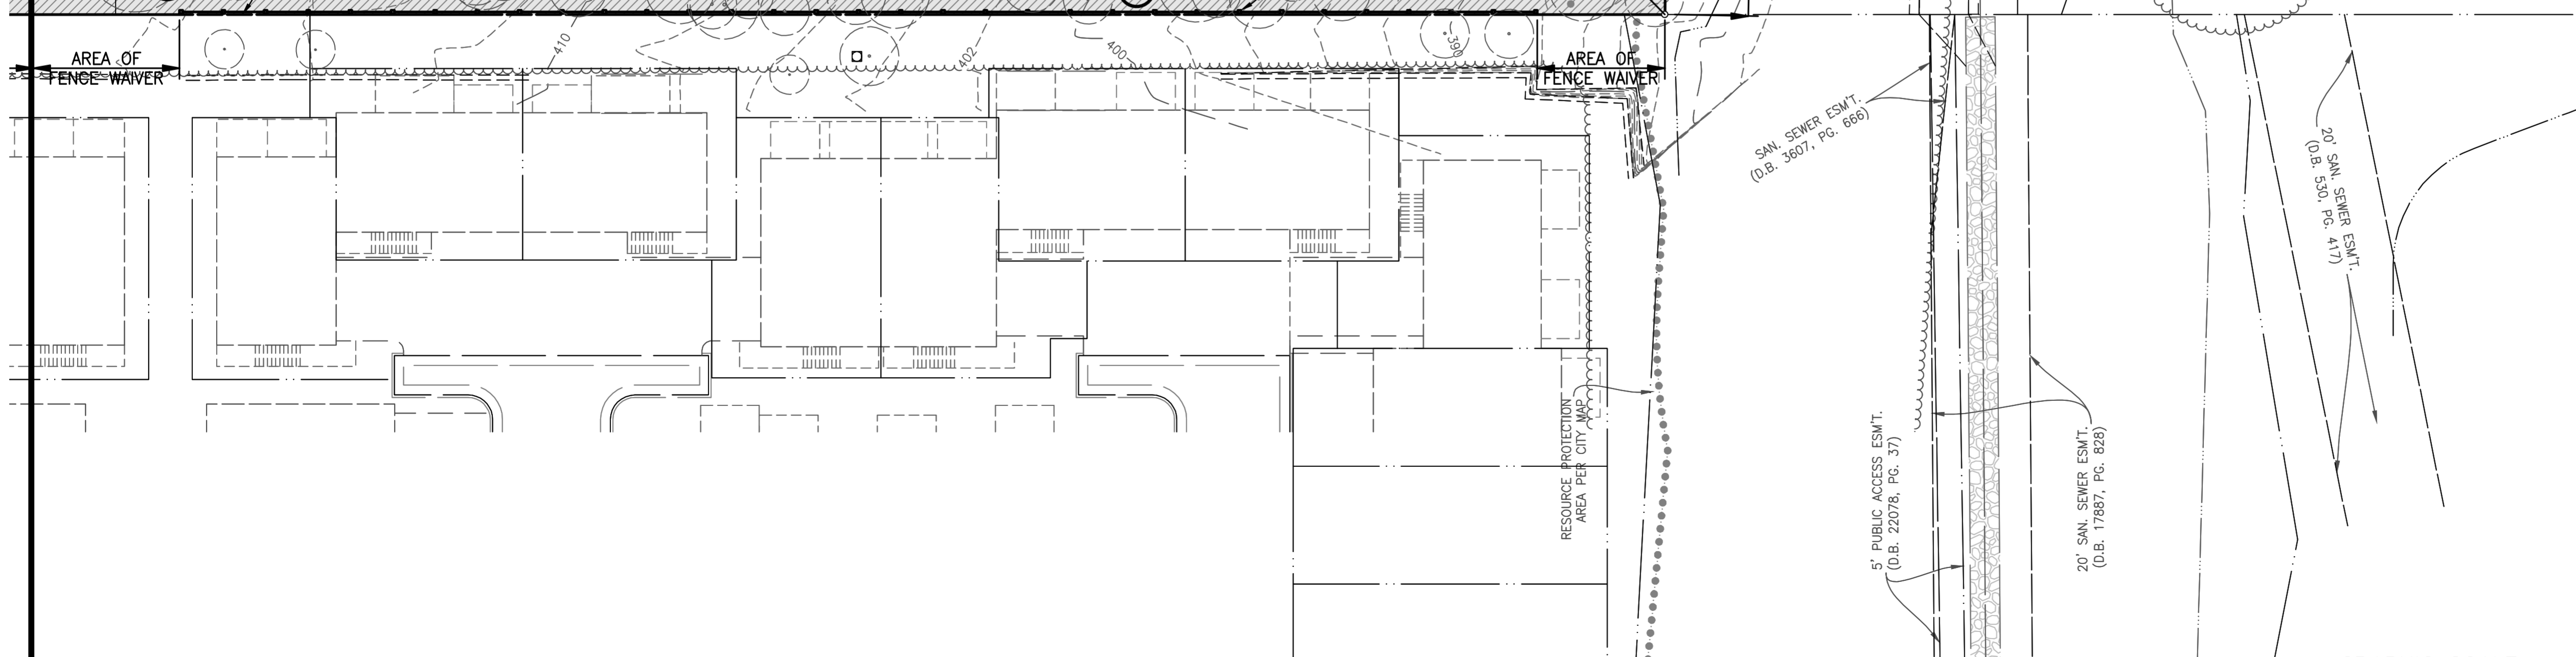 AREA OF
FENCE WAIVER
410
402
400
390
AREA OF
FENCE WAIVER
SAN. SEWER ESM'T.
(D.B. 3607, PG. 666)
20' SAN. SEWER ESM'T.
(D.B. 530, PG. 417)
RESOURCE PROTECTION
AREA PER CITY MAP
5' PUBLIC ACCESS ESM'T.
(D.B. 22078, PG. 37)
20' SAN. SEWER ESM'T.
(D.B. 17887, PG. 828)